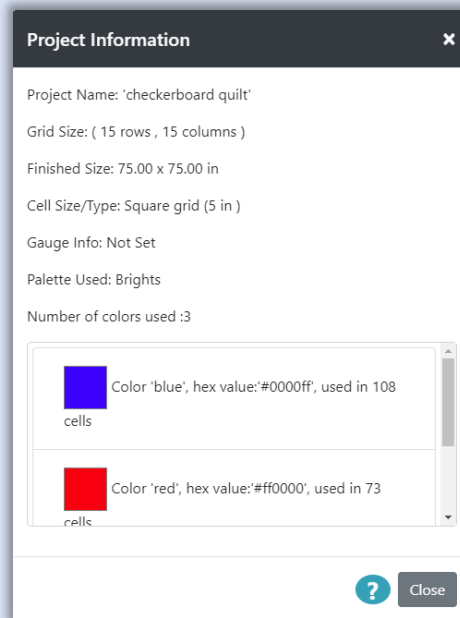 Project Information ×
Project Name: 'checkerboard quilt'
Grid Size: ( 15 rows , 15 columns )
Finished Size: 75.00 x 75.00 in
Cell Size/Type: Square grid (5 in )
Gauge Info: Not Set
Palette Used: Brights
Number of colors used :3
Color 'blue', hex value:'#0000ff', used in 108
cells
Color 'red', hex value:'#ff0000', used in 73
cells
? Close